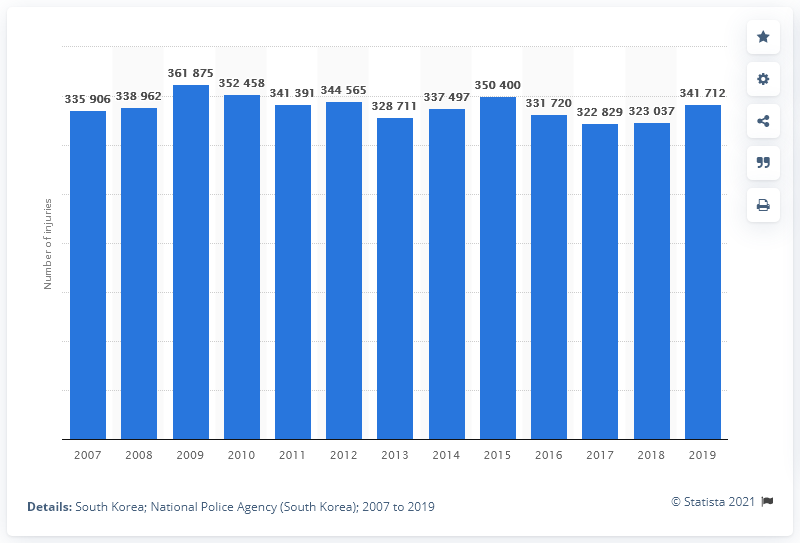 361 875
352 458
350 400
335 906 338 962
341 391 344 565
337 497
341 712
328 711
331 720
322 829 323 037
Number of injuries
2007 2008 2009 2010 2011 2012 2013 2014 2015 2016 2017 2018 2019
Details: South Korea; National Police Agency (South Korea); 2007 to 2019
© Statista 2021